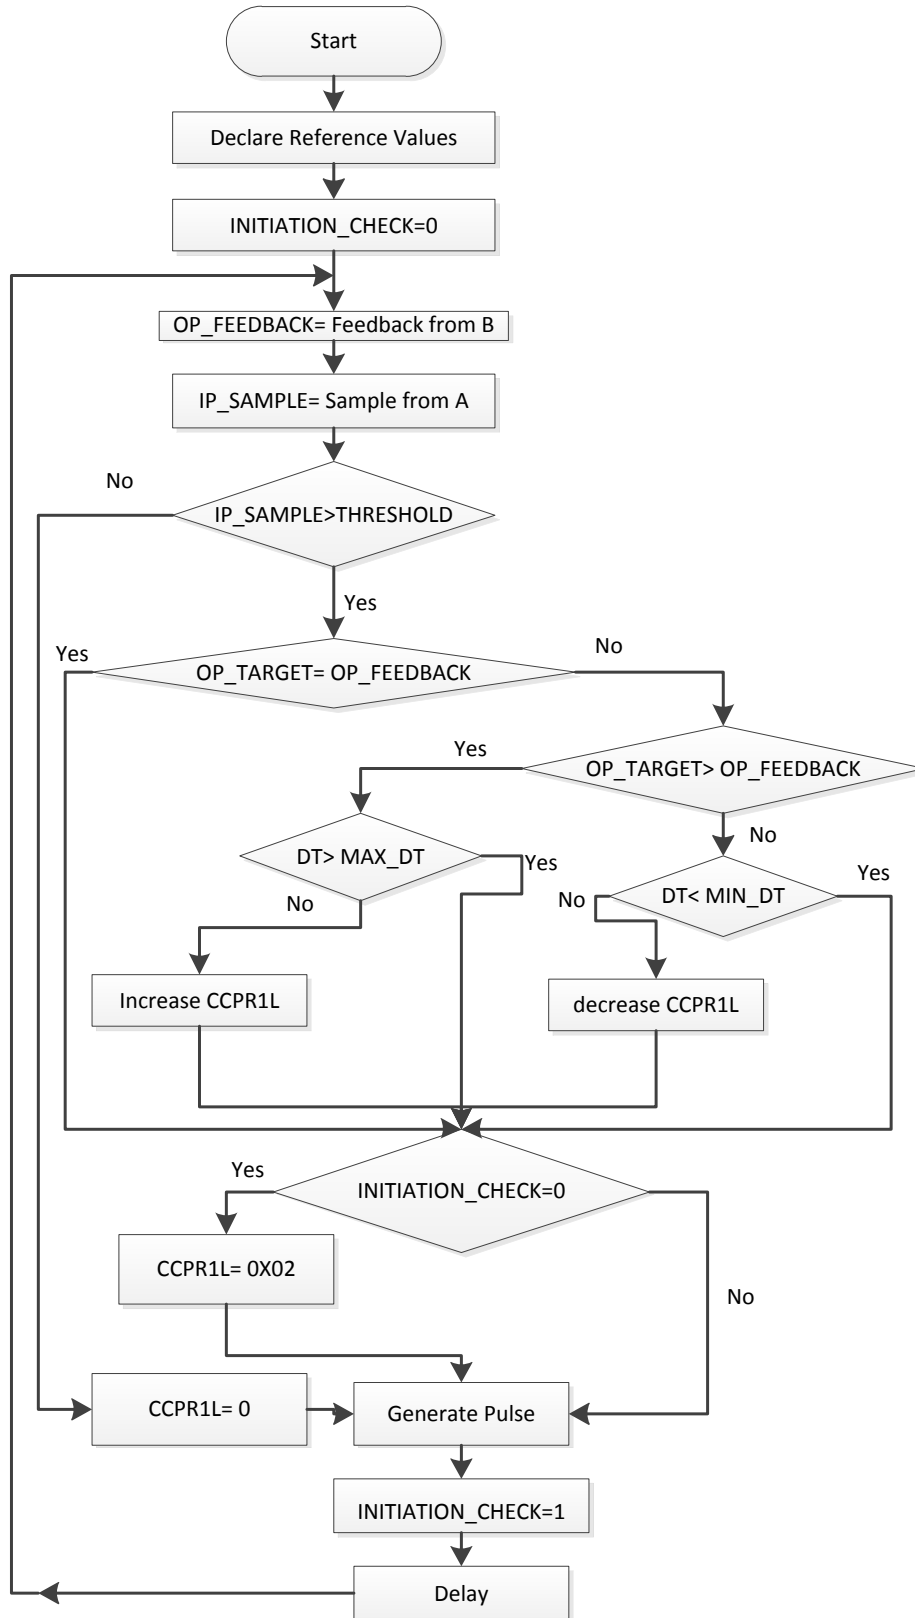 Start
Declare Reference Values
INITIATION_CHECK=0
OP_FEEDBACK= Feedback from B
IP_SAMPLE= Sample from A
No
IP_SAMPLE>THRESHOLD
Yes
Yes
No
OP_TARGET= OP_FEEDBACK
Yes
OP_TARGET> OP_FEEDBACK
No
DT> MAX_DT
Yes
DT< MIN_DT
Yes
No
No
Increase CCPR1L
decrease CCPR1L
Yes
INITIATION_CHECK=0
CCPR1L= 0X02
No
CCPR1L= 0
Generate Pulse
INITIATION_CHECK=1
Delay